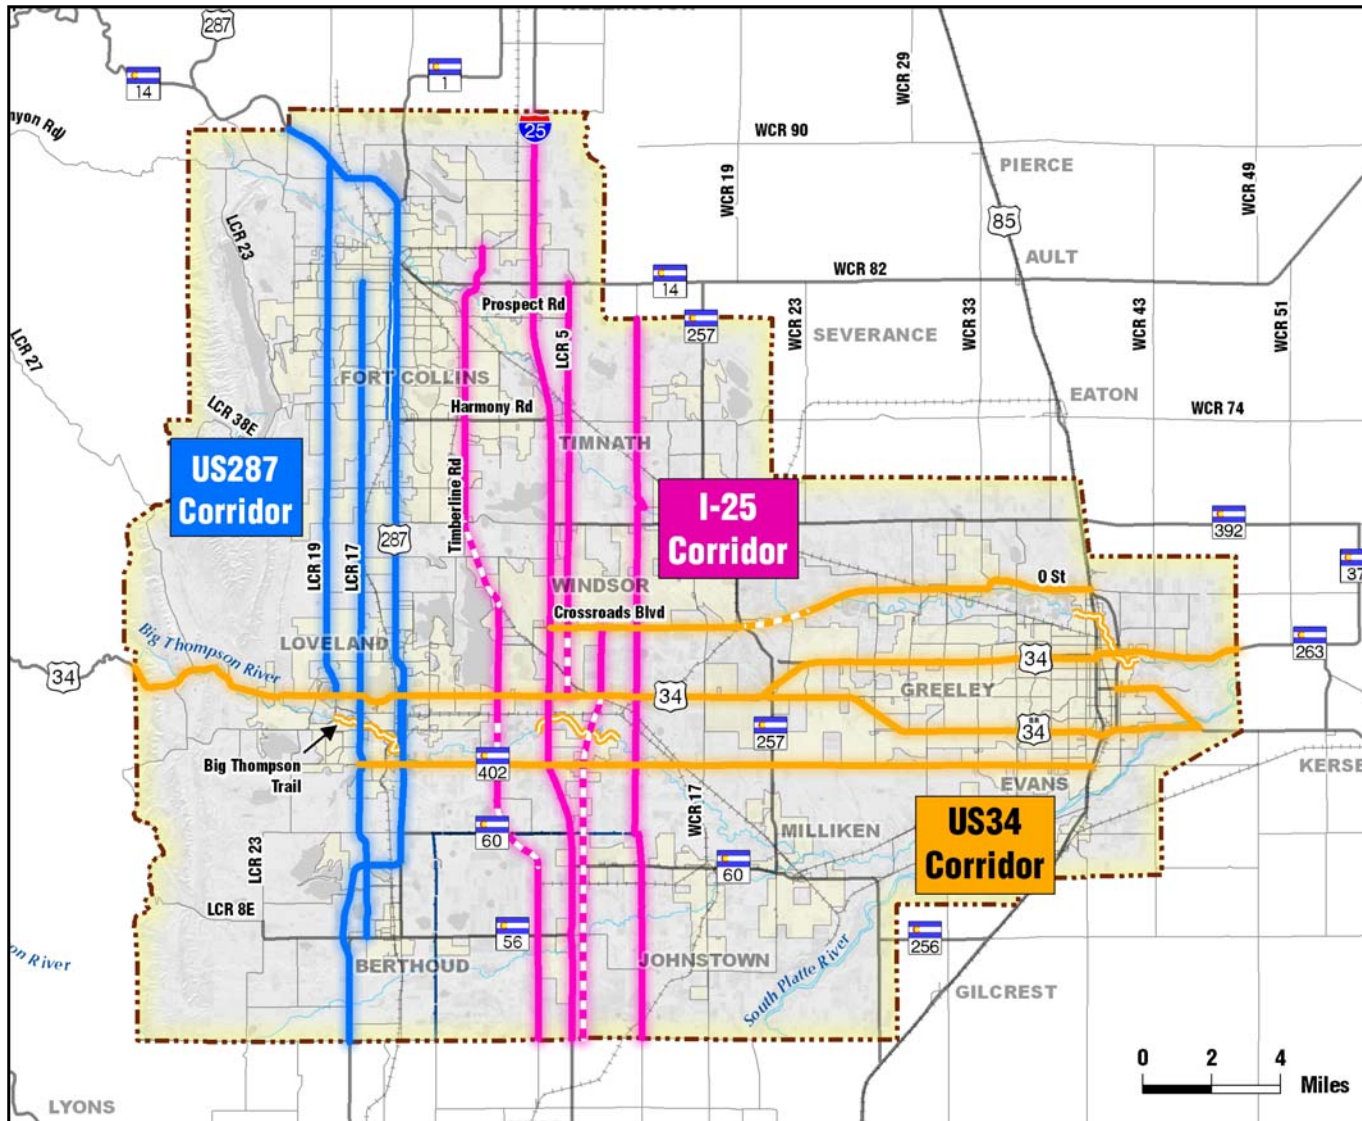 WELLINGTON
287
14
1
nyon Rd)
25
WCR 29
WCR 90
PIERCE
WCR 19
WCR 49
LCR 23
85
AULT
WCR 82
14
Prospect Rd
257
WCR 23
WCR 33
WCR 43
WCR 51
SEVERANCE
LCR 27
LCR 5
FORT COLLINS
EATON
Harmony Rd
WCR 74
LCR 38E
TIMNATH
US287
Corridor
Timberline Rd
I-25
Corridor
392
287
LCR 19
LCR 17
37
WINDSOR
O St
Crossroads Blvd
Big Thompson River
LOVELAND
263
34
34
34
GREELEY
257
BR
34
Big Thompson
Trail
402
EVANS
KERSE
WCR 17
US34
Corridor
60
MILLIKEN
LCR 23
60
LCR 8E
56
256
on River
BERTHOUD
JOHNSTOWN
South Platte River
GILCREST
0 2 4
Miles
LYONS